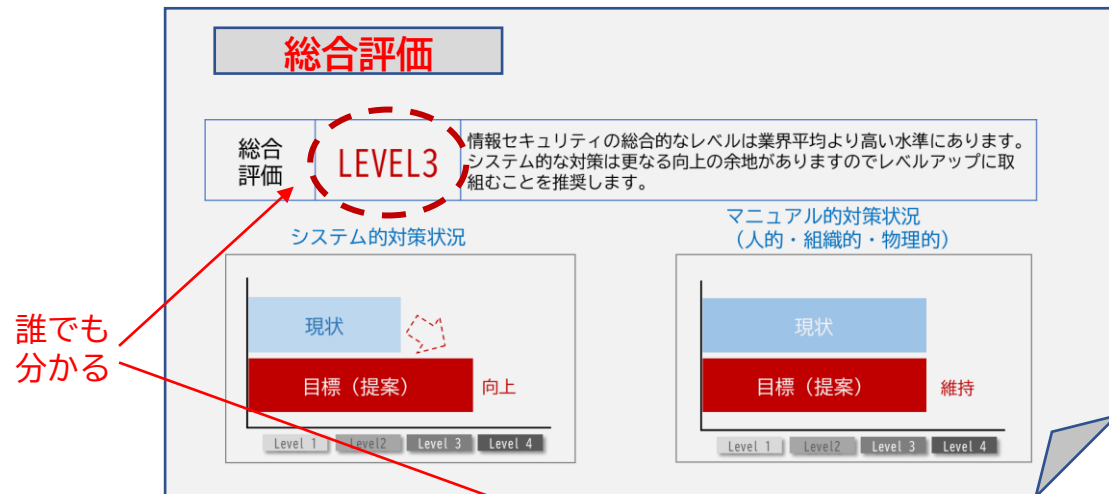 総合評価
総合
評価
LEVEL3
情報セキュリティの総合的なレベルは業界平均より高い水準にあります。
システム的な対策は更なる向上の余地がありますのでレベルアップに取
組むことを推奨します。
誰でも
分かる
システム的対策状況
現状
目標（提案）
向上
Level 1
Level2
Level 3
Level 4
マニュアル的対策状況
（人的・組織的・物理的）
現状
目標（提案）
維持
Level 1
Level2
Level 3
Level 4